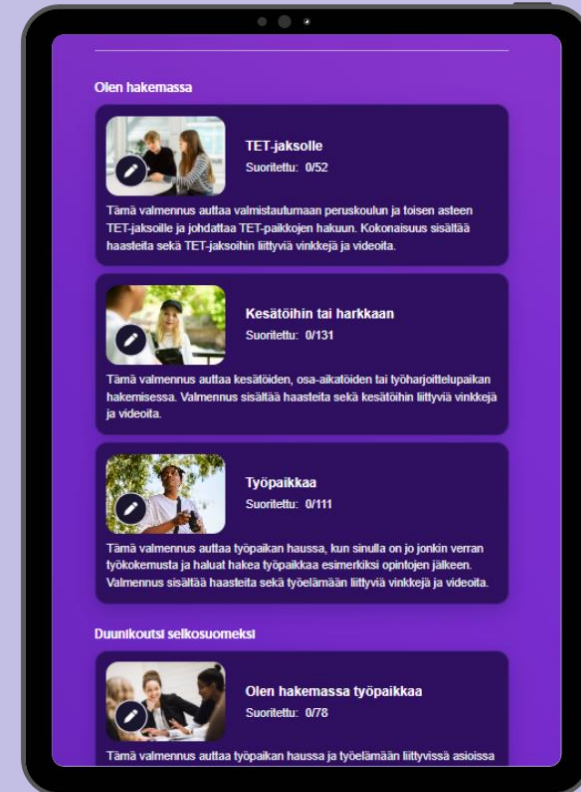 Olen hakemassa
TET-jaksolle
Suoritettu: 0/52
Tämä valmennus auttaa valmistautumaan peruskoulun ja toisen asteen
TET-jaksoille ja johdattaa TET-paikkojen hakuun. Kokonaisuus sisältää
haasteita sekä TET-jaksoihin liittyviä vinkkejä ja videoita.
Kesätöihin tai harkkaan
Suoritettu: 0/131
Tämä valmennus auttaa kesätöiden, osa-aikatöiden tai työharjoittelupaikan
hakemisessa. Valmennus sisältää haasteita sekä kesätöihin liittyviä vinkkejä
ja videoita.
Työpaikkaa
Suoritettu: 0/111
Tämä valmennus auttaa työpaikan haussa, kun sinulla on jo jonkin verran
työkokemusta ja haluat hakea työpaikkaa esimerkiksi opintojen jälkeen.
Valmennus sisältää haasteita sekä työelämään liittyviä vinkkejä ja videoita.
Duunikoutsi selkosuomeksi
Olen hakemassa työpaikkaa
Suoritettu: 0/78
Tämä valmennus auttaa työpaikan haussa ja työelämään liittyvissä asioissa